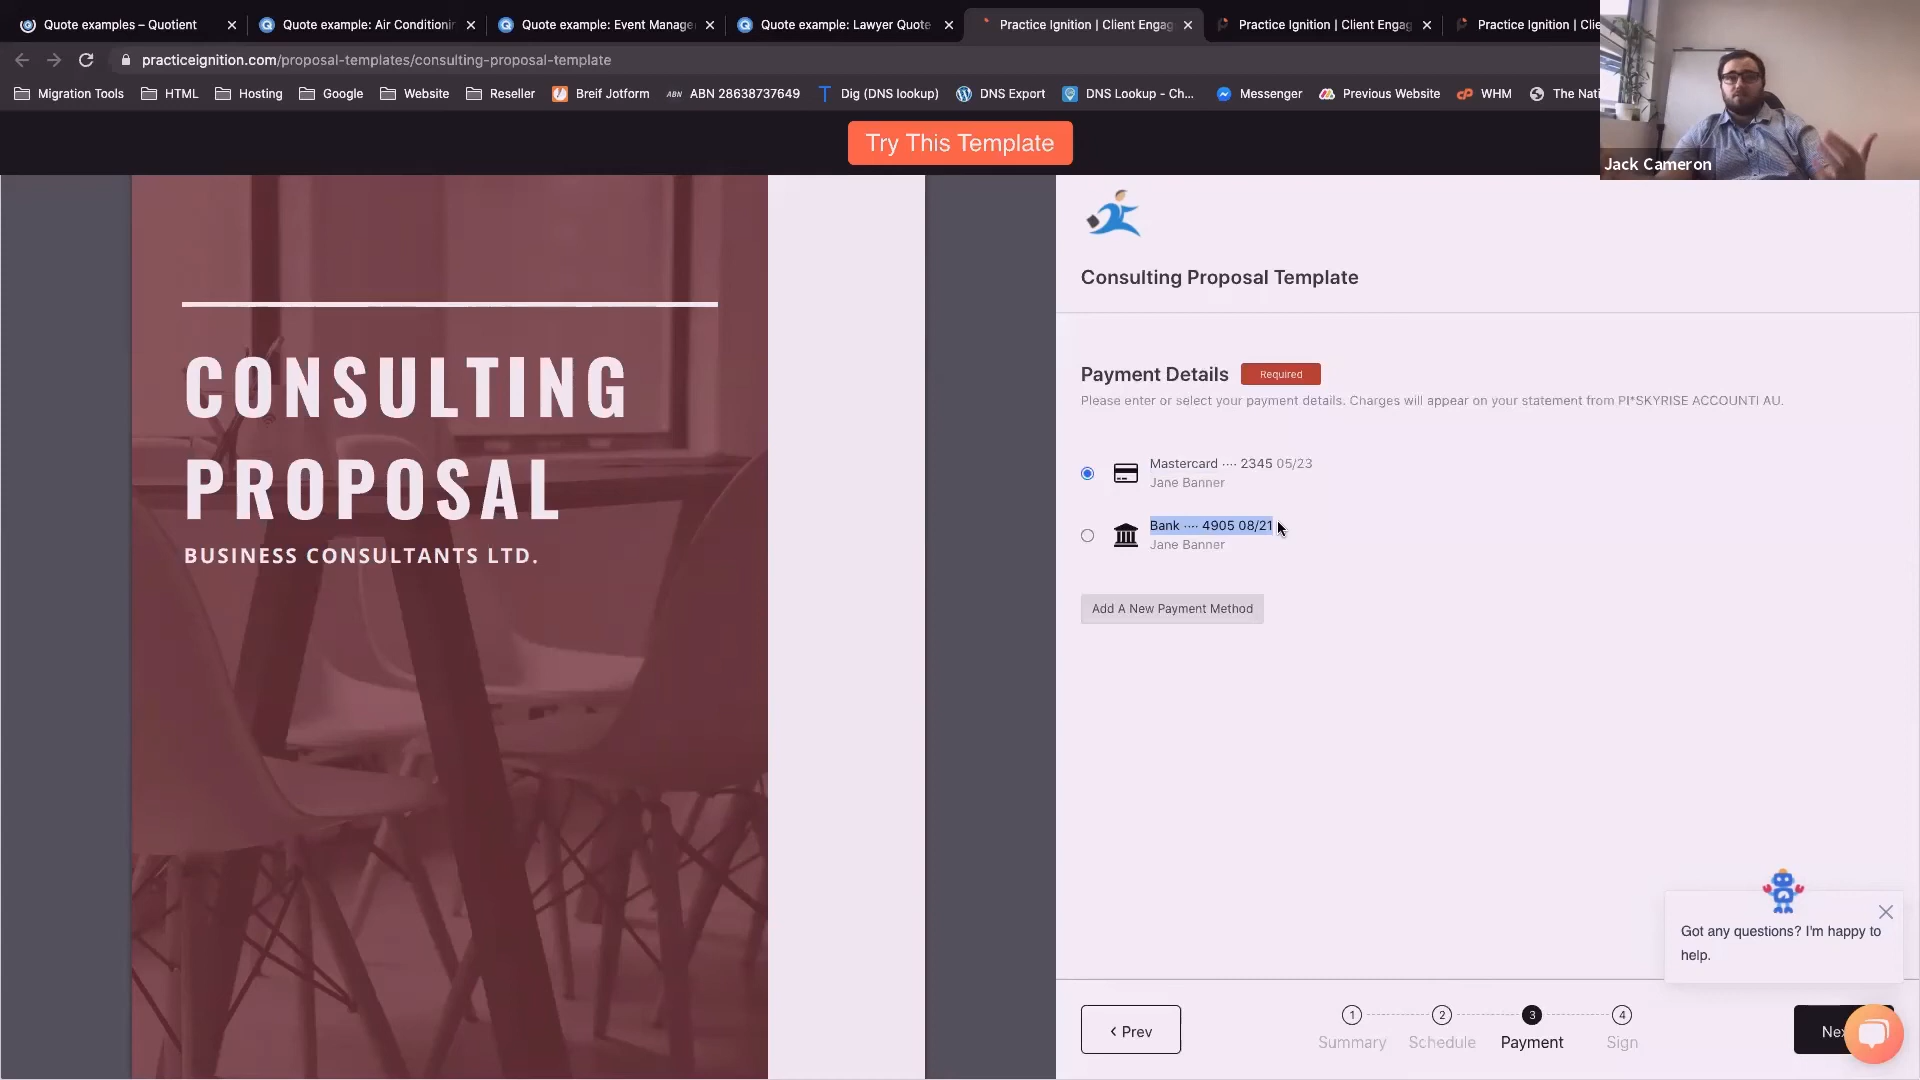 Quote examples – Quotient
Quote example: Air Conditionin
Quote example: Event Manage
Quote example: Lawyer Quote
Practice Ignition | Client Engag
Practice Ignition | Client Engag
Practice Ignition | Clie
practiceignition.com/proposal-templates/consulting-proposal-template
Migration Tools
HTML
Hosting
Google
Website
Reseller
Breif Jotform
ABN
ABN 28638737649
Dig (DNS lookup)
DNS Export
DNS Lookup - Ch...
Messenger
Previous Website
WHM
The Nati
Try This Template
Jack Cameron
CONSULTING
PROPOSAL
BUSINESS CONSULTANTS LTD.
Consulting Proposal Template
Payment Details Required
Please enter or select your payment details. Charges will appear on your statement from PI*SKYRISE ACCOUNTI AU.
Mastercard ···· 2345 05/23
Jane Banner
Bank ···· 4905 08/21
Jane Banner
Add A New Payment Method
Got any questions? I'm happy to
help.
‹ Prev
1 2 3 4
Summary Schedule Payment Sign
Nex